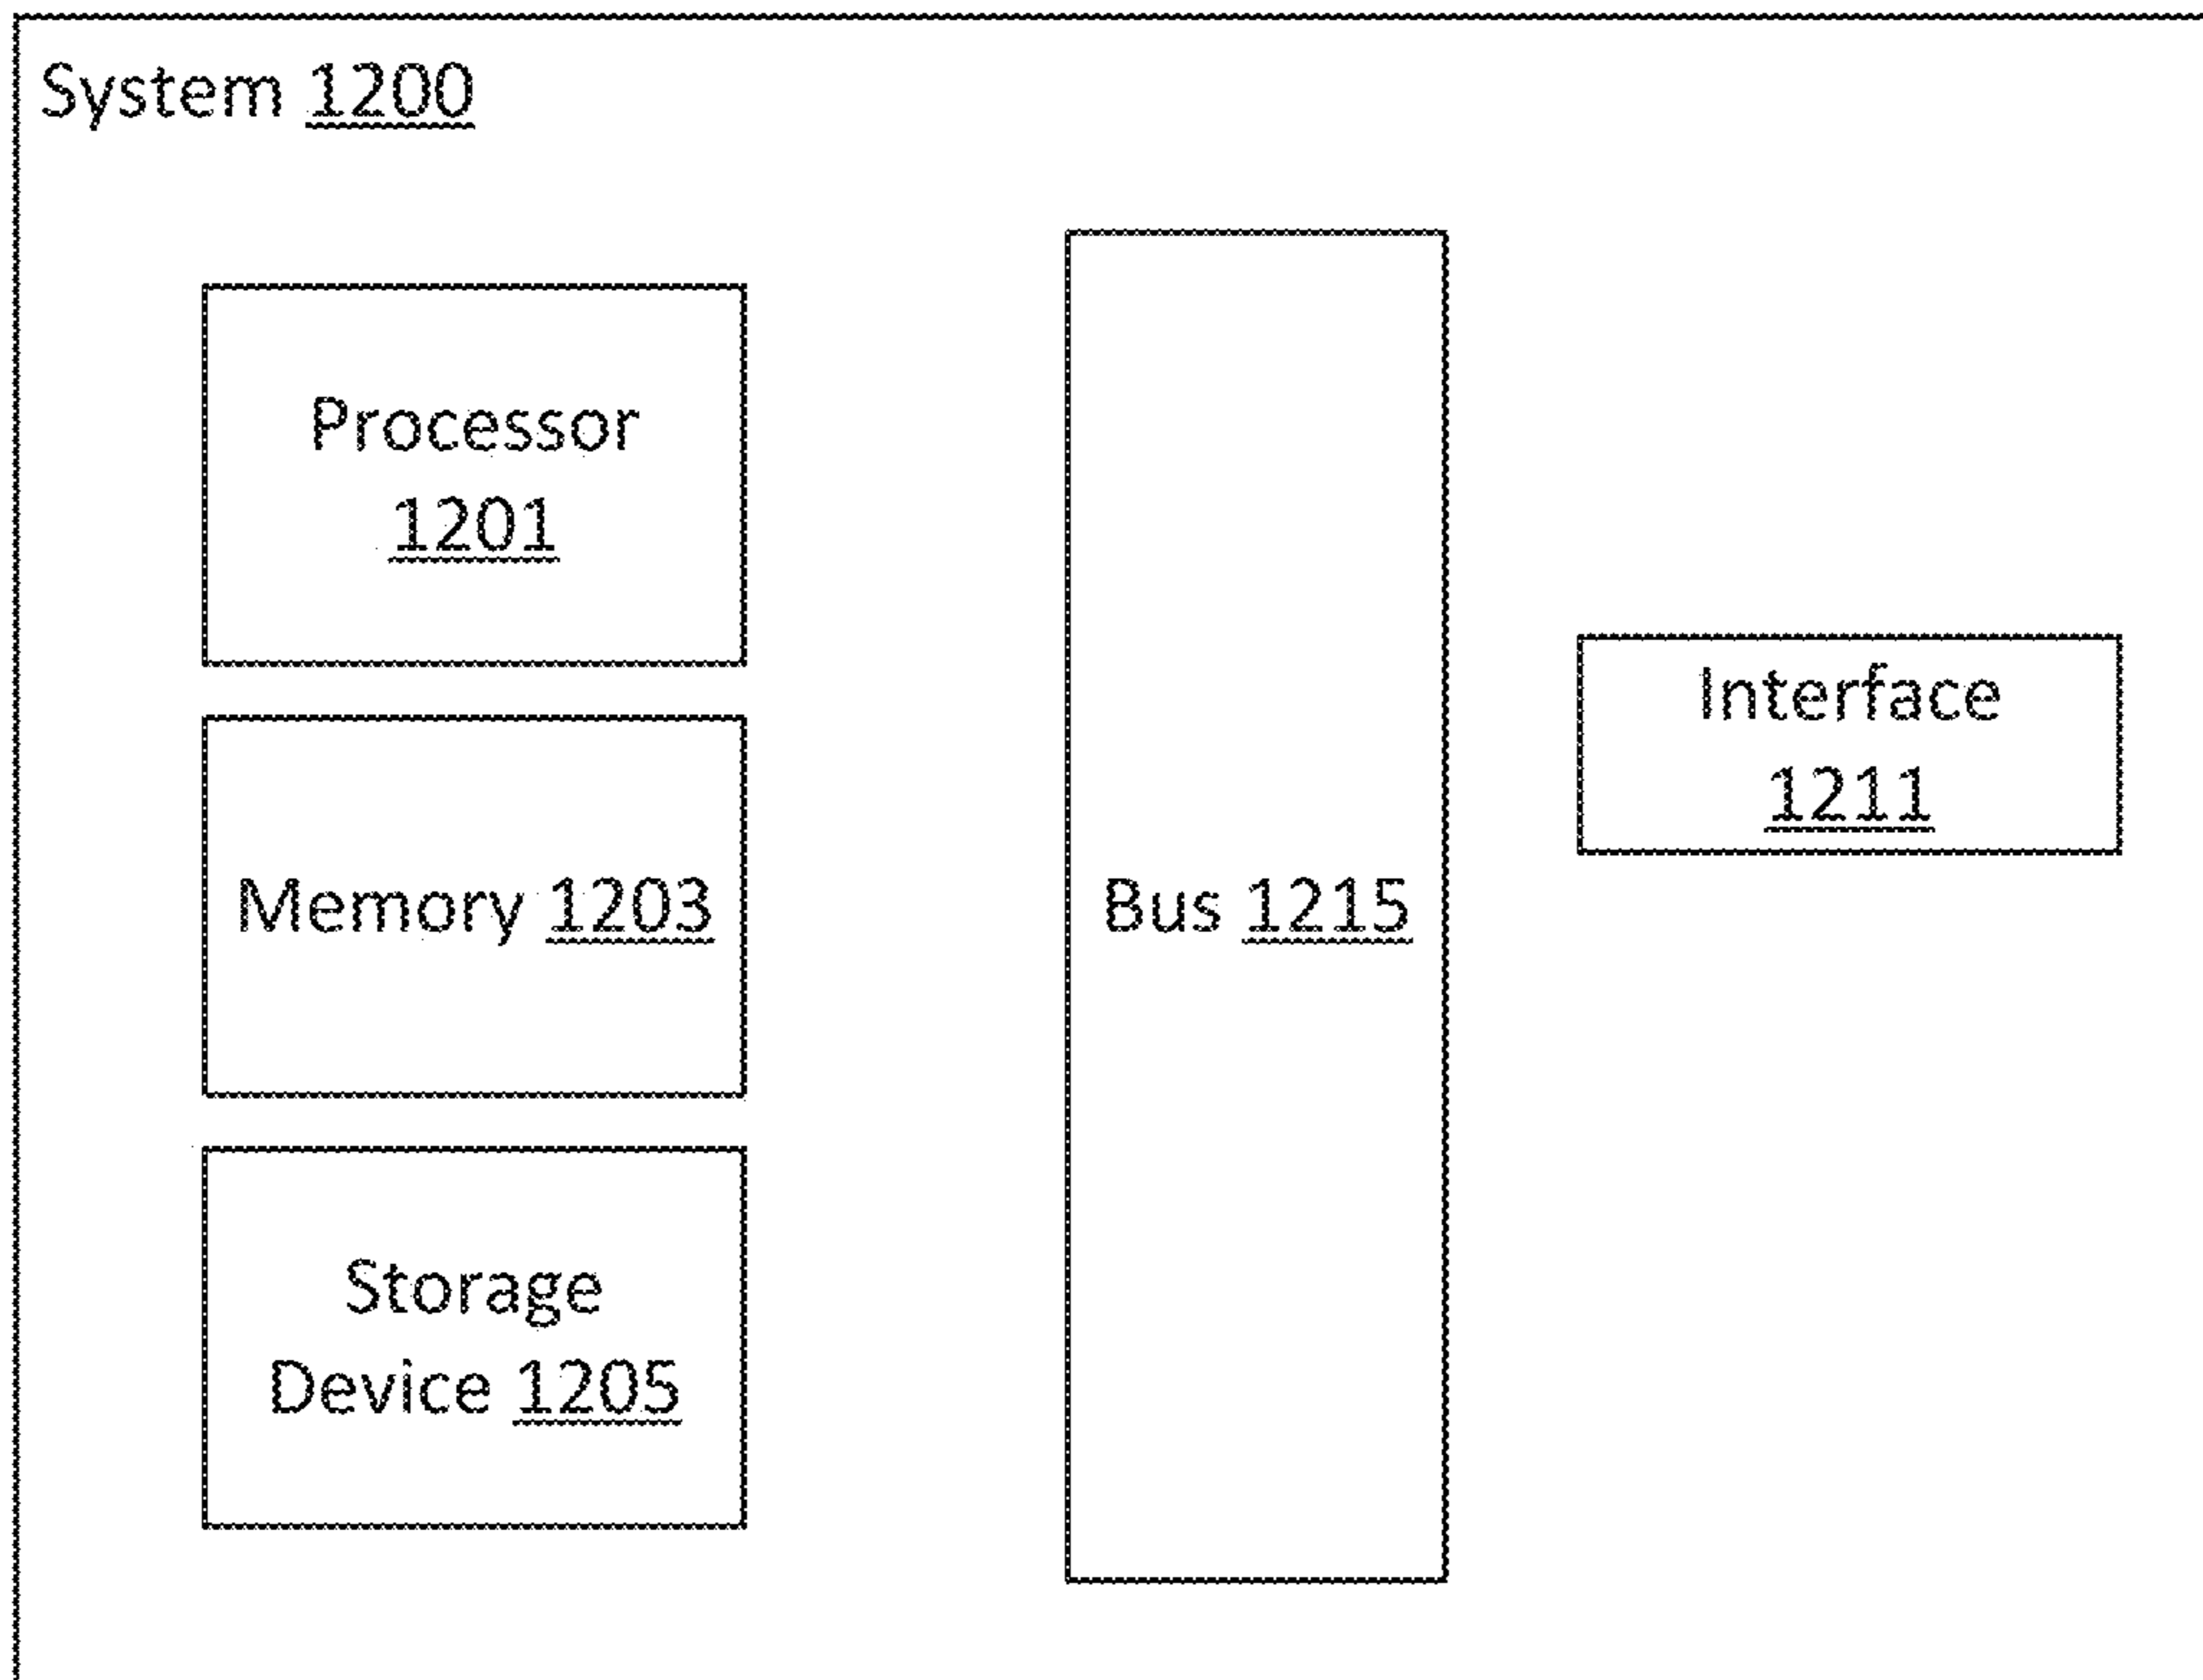 System 1200
Processor
1201
Interface
1211
Memory 1203
Bus 1215
Storage
Device 1205